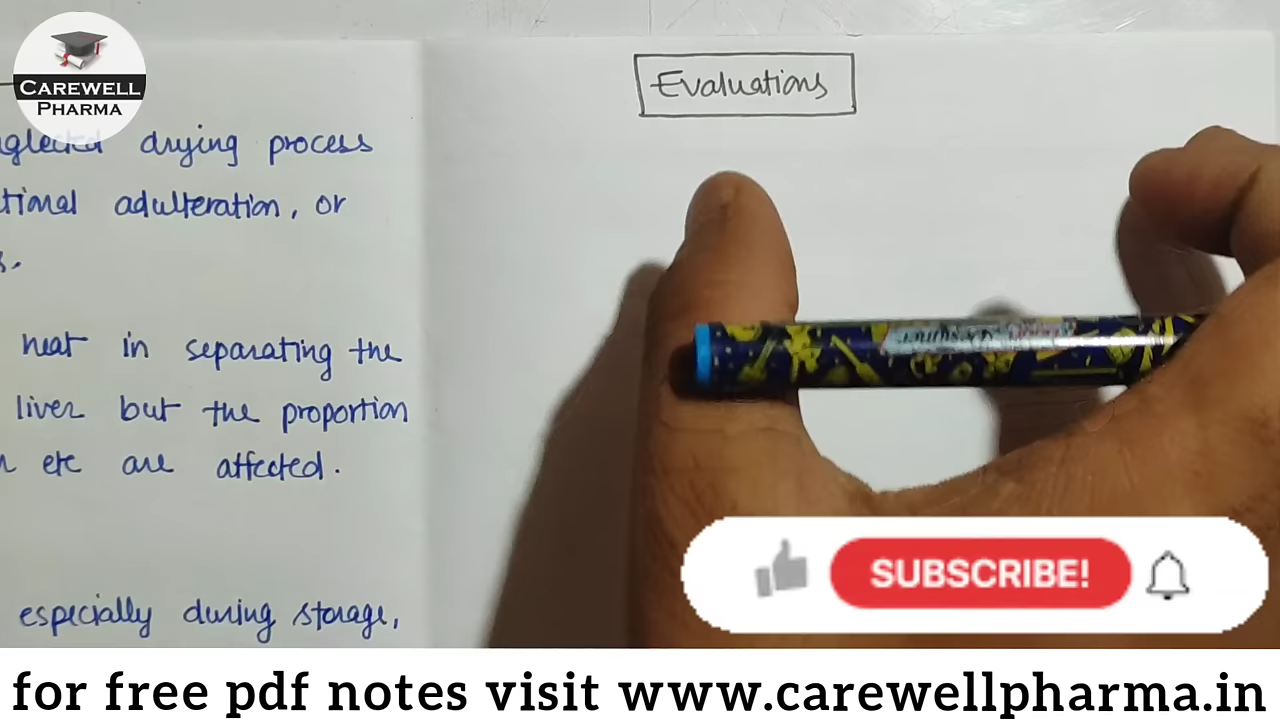 CAREWELL
PHARMA
Evaluations
drying process
adulteration, or
heat in separating the
liver but the proportion
etc are affected.
especially during storage,
SUBSCRIBE!
for free pdf notes visit www.carewellpharma.in